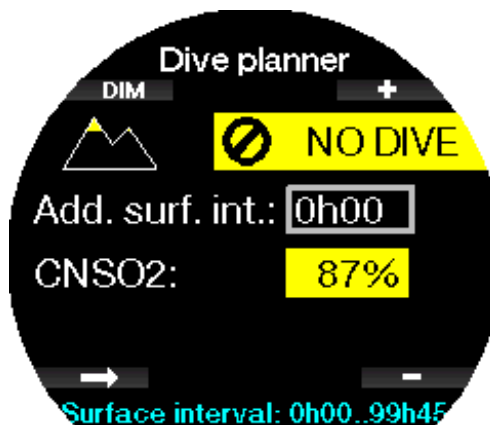 Dive planner
DIM +
NO DIVE
Add. surf. int.: 0h00
CNSO2: 87%
-
Surface interval: 0h00..99h45